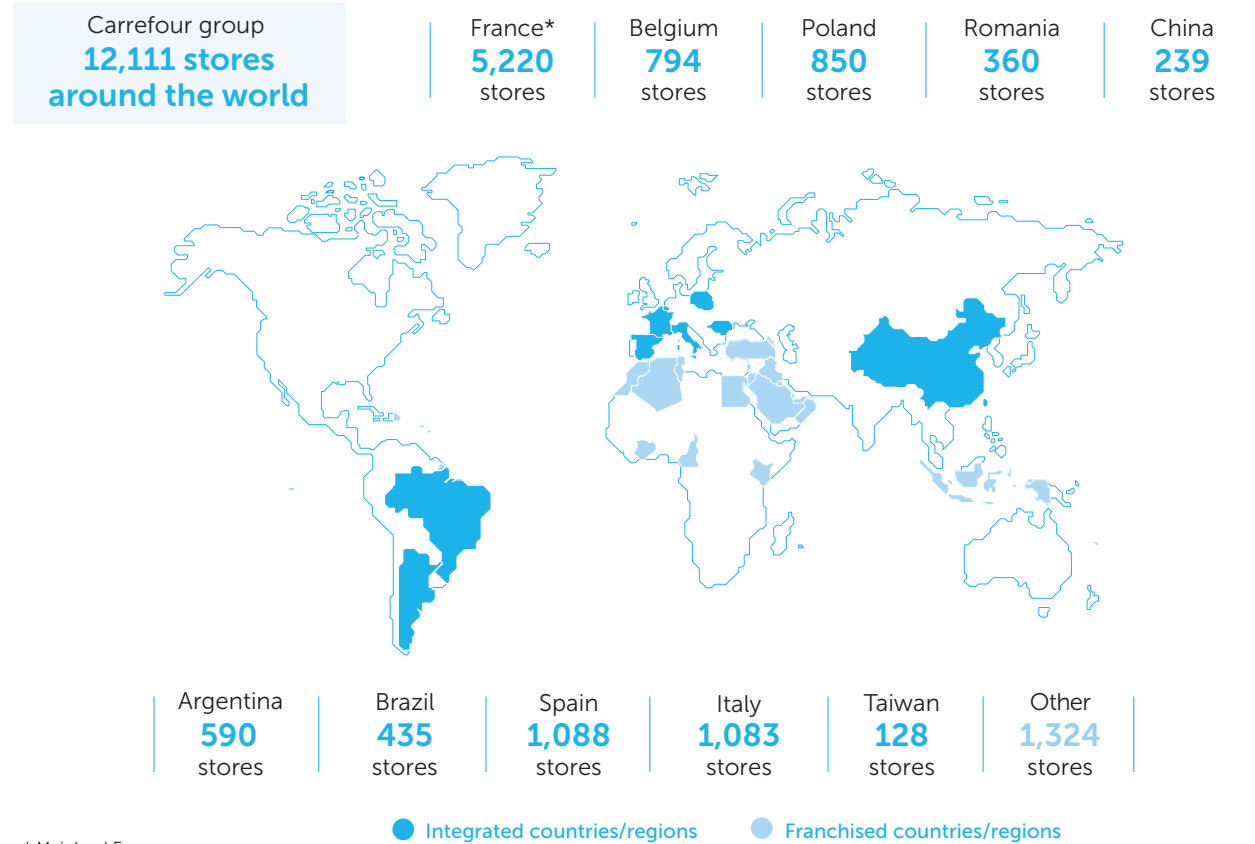 Carrefour group
12,111 stores
around the world
France*
5,220
stores
Belgium
794
stores
Poland
850
stores
Romania
360
stores
China
239
stores
Argentina
590
stores
Brazil
435
stores
Spain
1,088
stores
Italy
1,083
stores
Taiwan
128
stores
Other
1,324
stores
Integrated countries/regions
Franchised countries/regions